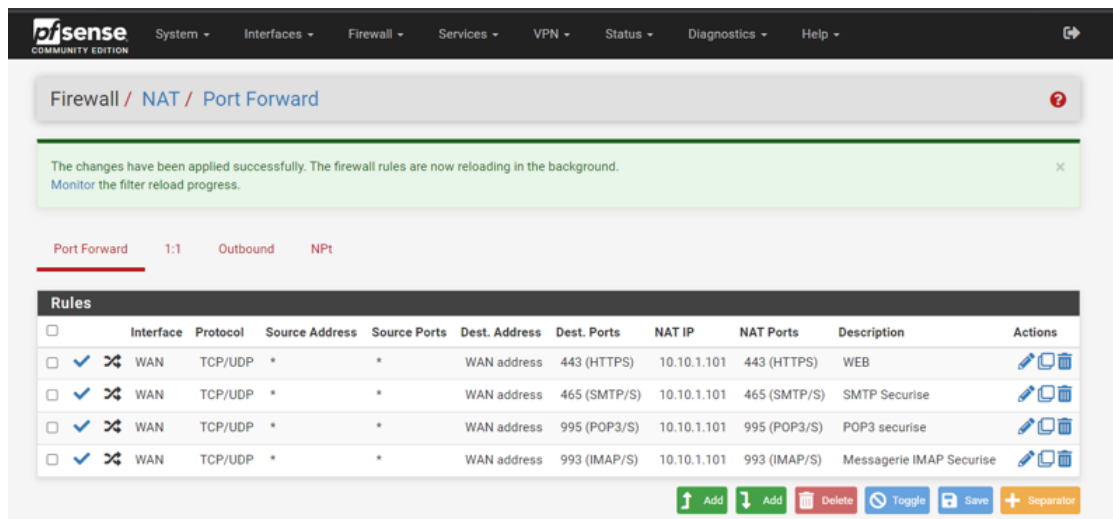 pfsense System Interfaces Firewall Services VPN Status Diagnostics Help
COMMUNITY EDITION
Firewall / NAT / Port Forward
The changes have been applied successfully. The firewall rules are now reloading in the background.
Monitor the filter reload progress.
Port Forward 1:1 Outbound NPt
Rules
Interface Protocol Source Address Source Ports Dest. Address Dest. Ports NAT IP NAT Ports Description Actions
WAN TCP/UDP * * WAN address 443 (HTTPS) 10.10.1.101 443 (HTTPS) WEB
WAN TCP/UDP * * WAN address 465 (SMTP/S) 10.10.1.101 465 (SMTP/S) SMTP Securise
WAN TCP/UDP * * WAN address 995 (POP3/S) 10.10.1.101 995 (POP3/S) POP3 securise
WAN TCP/UDP * * WAN address 993 (IMAP/S) 10.10.1.101 993 (IMAP/S) Messagerie IMAP Securise
Add Add Delete Toggle Save Separator